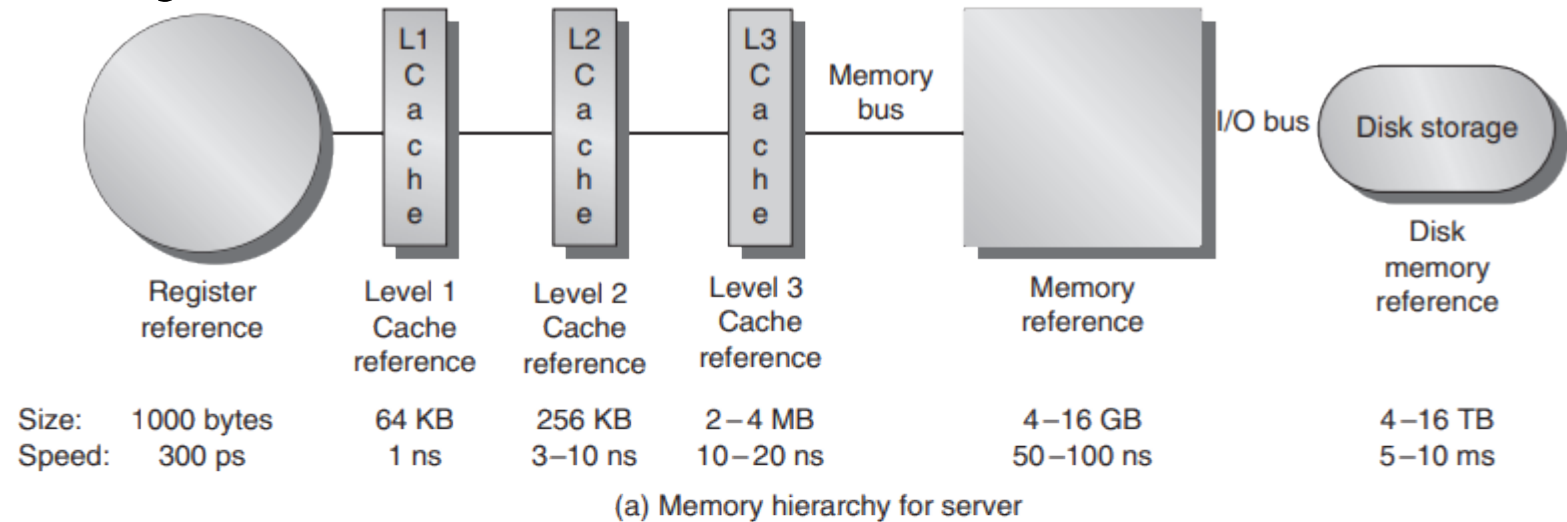 L1
C
a
c
h
e
L2
C
a
c
h
e
L3
C
a
c
h
e
Memory
bus
I/O bus
Disk storage
Register
reference
Level 1
Cache
reference
Level 2
Cache
reference
Level 3
Cache
reference
Memory
reference
Disk
memory
reference
Size: 1000 bytes 64 KB 256 KB 2–4 MB 4–16 GB 4–16 TB
Speed: 300 ps 1 ns 3–10 ns 10–20 ns 50–100 ns 5–10 ms
(a) Memory hierarchy for server